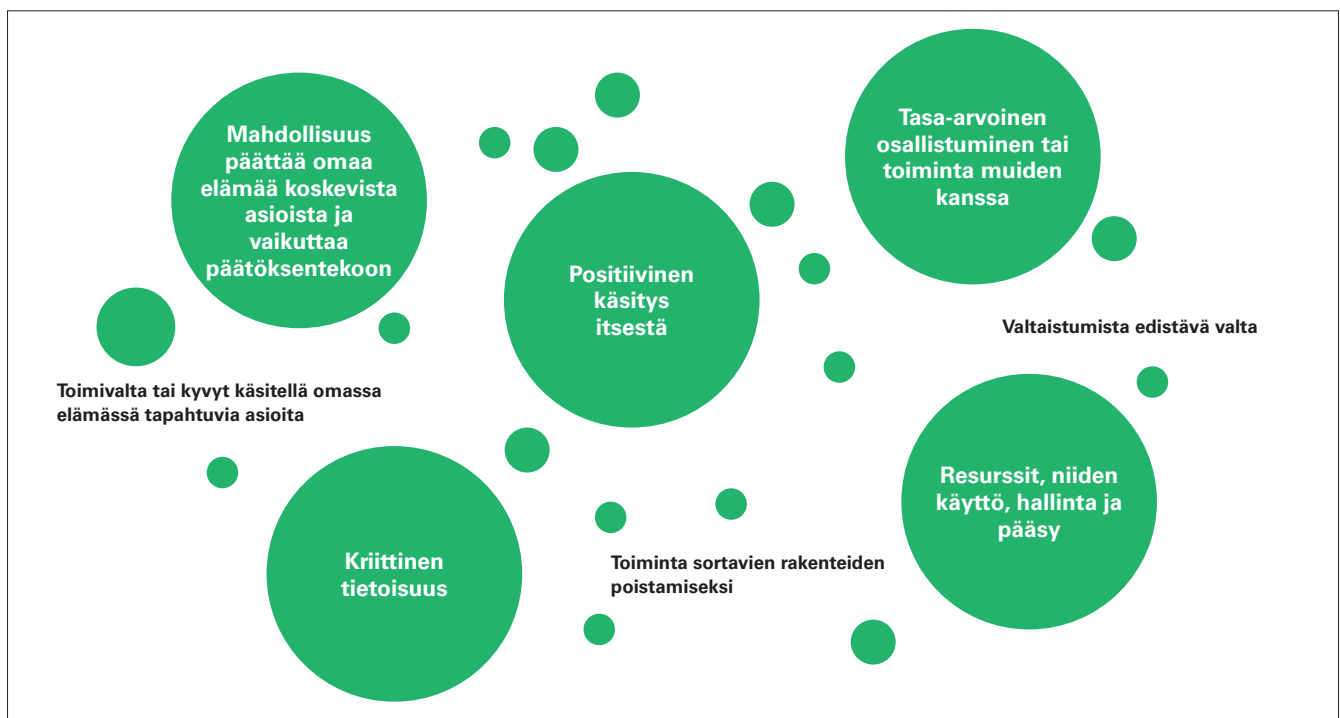 Mahdollisuus
päättää omaa
elämää koskevista
asioista ja
vaikuttaa
päätöksentekoon
Tasa-arvoinen
osallistuminen tai
toiminta muiden
kanssa
Positiivinen
käsitys
itsestä
Valtaistumista edistävä valta
Toimivalta tai kyvyt käsitellä omassa
elämässä tapahtuvia asioita
Resurssit, niiden
käyttö, hallinta ja
pääsy
Kriittinen
tietoisuus
Toiminta sortavien rakenteiden
poistamiseksi